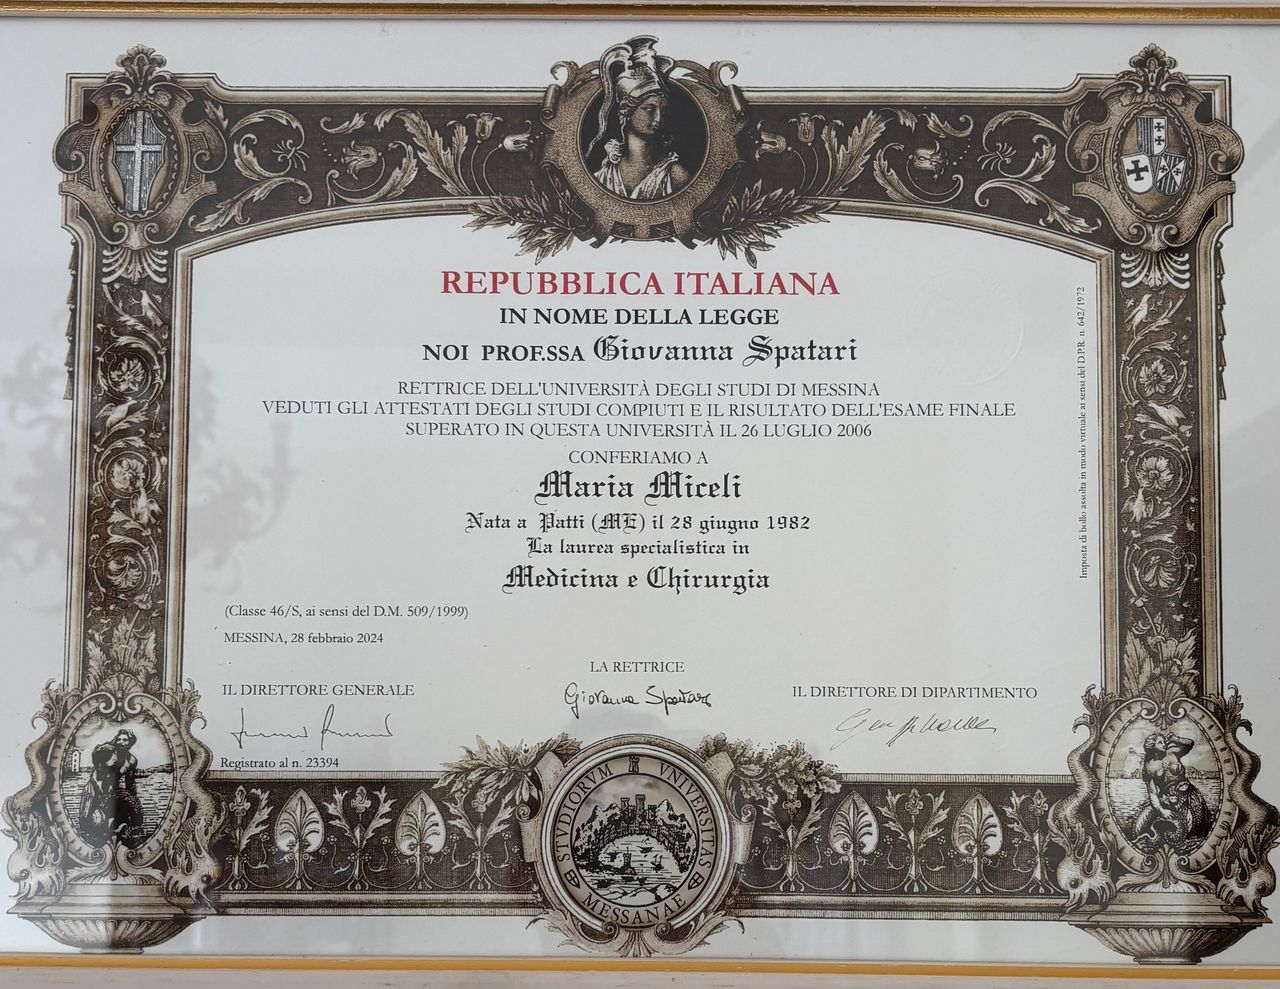 REPUBBLICA ITALIANA
IN NOME DELLA LEGGE
NOI PROF.SSA Giovanna Spatari
RETTRICE DELL'UNIVERSITÀ DEGLI STUDI DI MESSINA
VEDUTI GLI ATTESTATI DEGLI STUDI COMPIUTI E IL RISULTATO DELL'ESAME FINALE
SUPERATO IN QUESTA UNIVERSITÀ IL 26 LUGLIO 2006
CONFERIAMO A
Maria Miceli
Nata a Patti (ME) il 28 giugno 1982
La laurea specialistica in
Medicina e Chirurgia
(Classe 46/S, ai sensi del D.M. 509/1999)
MESSINA, 28 febbraio 2024
LA RETTRICE
Giovanna Spatari
IL DIRETTORE GENERALE
IL DIRETTORE DI DIPARTIMENTO
Registrato al n. 23394
Imposta di bollo assolta in modo virtuale ai sensi del D.P.R. n. 642/1972
STVDIORVM VNIVERSITAS
MESSANAE